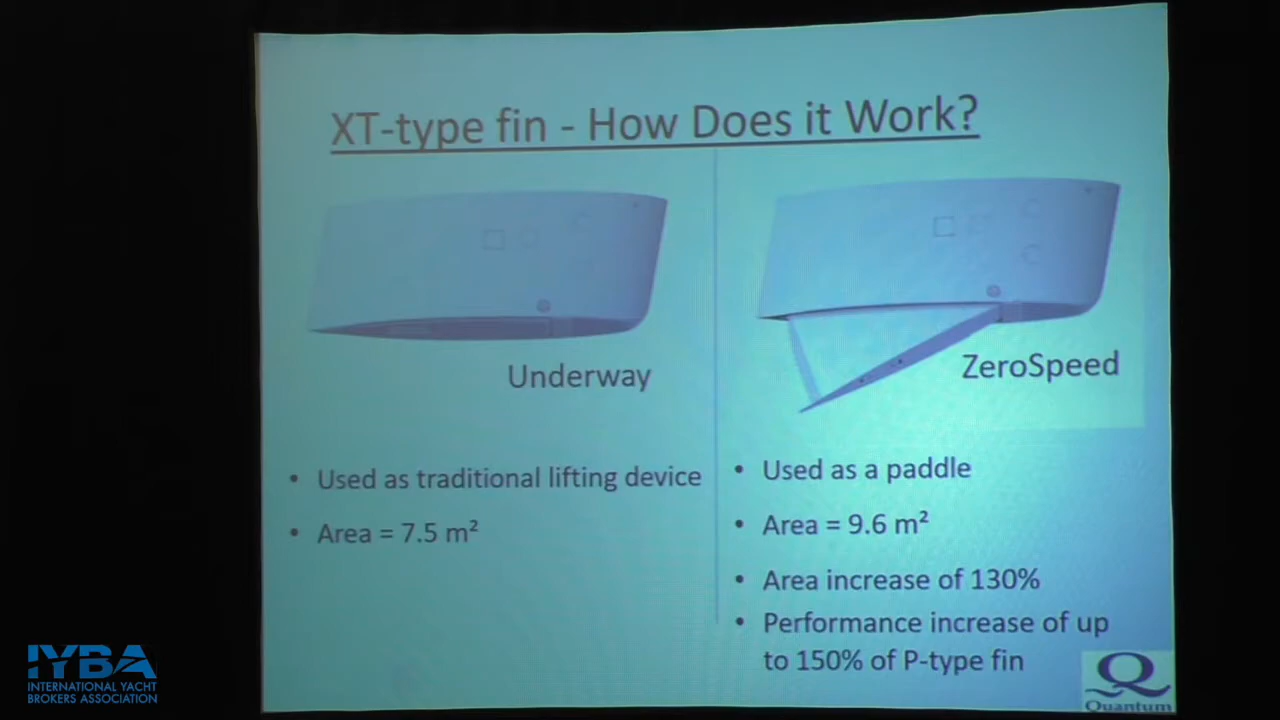 XT-type fin - How Does it Work?
Underway
ZeroSpeed
• Used as traditional lifting device
• Area = 7.5 m²
• Used as a paddle
• Area = 9.6 m²
• Area increase of 130%
• Performance increase of up
to 150% of P-type fin
Q
Quantum
IYBA
INTERNATIONAL YACHT
BROKERS ASSOCIATION